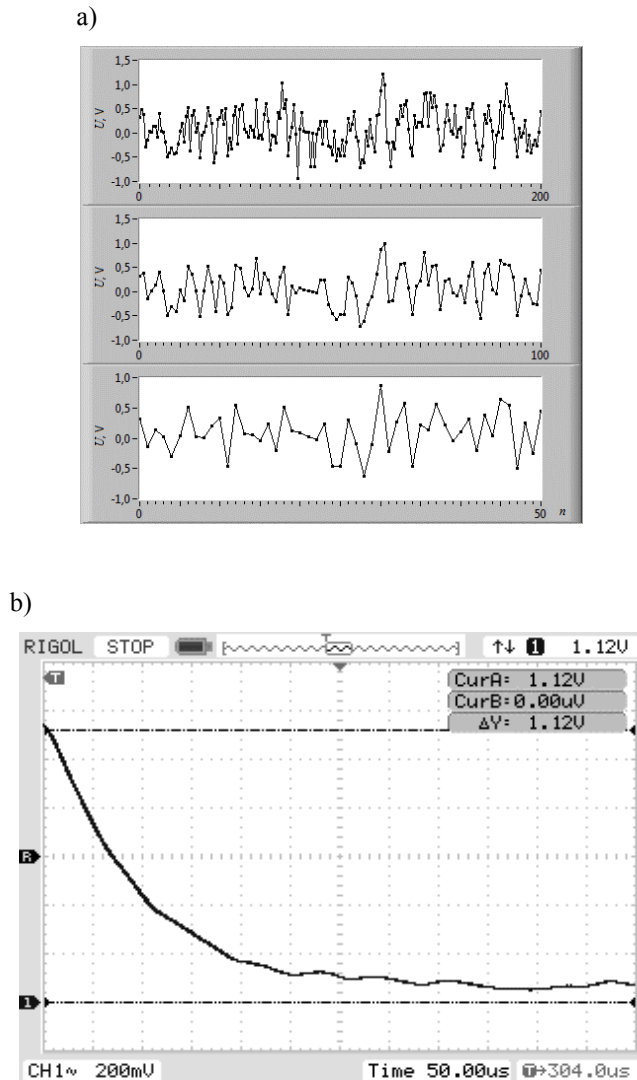 a)
1,5-
1,0-
0,5-
0,0-
-0,5-
-1,0-
U, V
0 200
1,5-
1,0-
0,5-
0,0-
-0,5-
-1,0-
U, V
0 100
1,0-
0,5-
0,0-
-0,5-
-1,0-
U, V
0 50 n
b)
RIGOL STOP T ↑↓ 1 1.12V
T
CurA: 1.12V
CurB:0.00uV
ΔY: 1.12V
R
1
CH1~ 200mV Time 50.00us T→304.0us